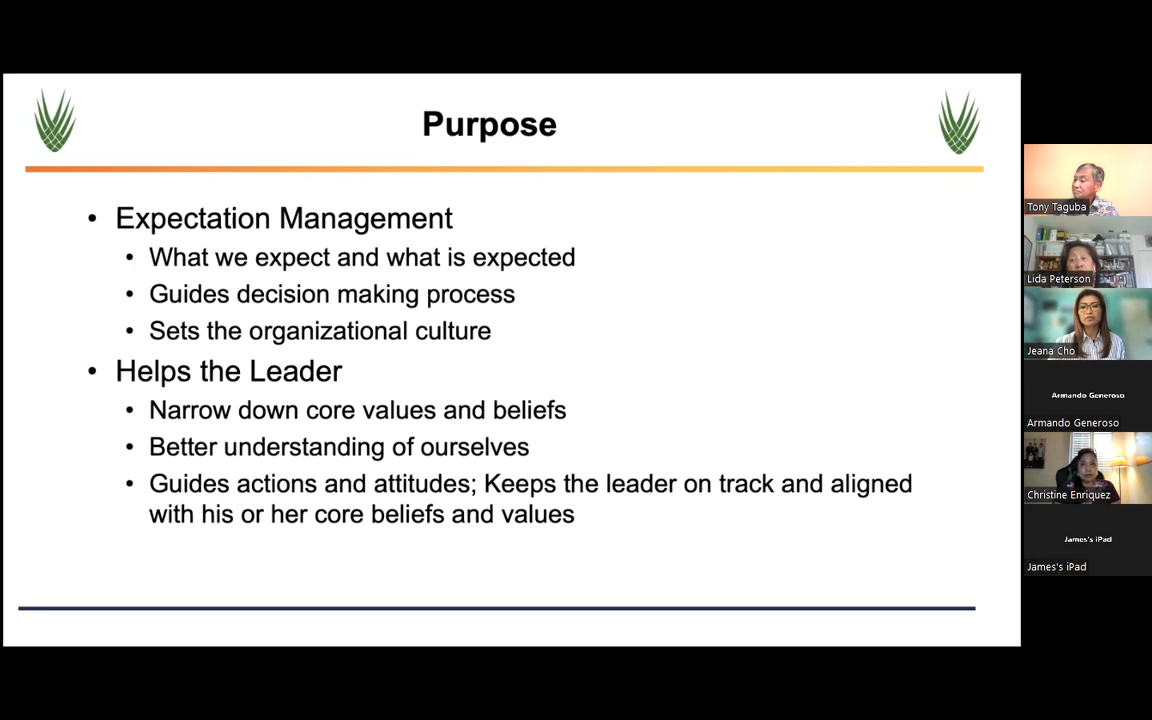 Purpose
• Expectation Management
• What we expect and what is expected
• Guides decision making process
• Sets the organizational culture
• Helps the Leader
• Narrow down core values and beliefs
• Better understanding of ourselves
• Guides actions and attitudes; Keeps the leader on track and aligned
with his or her core beliefs and values
Tony Taguba
Lida Peterson
Jeana Cho
Armando Generoso
Armando Generoso
Christine Enriquez
James's iPad
James's iPad